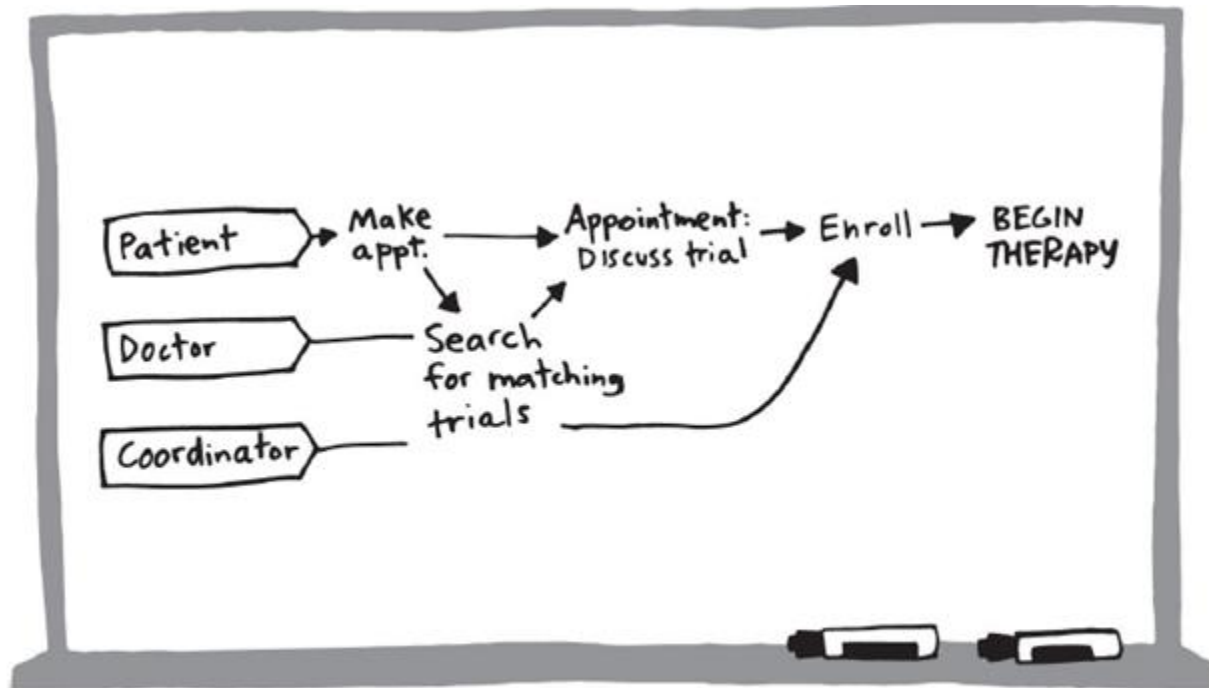 Patient
Make
appt.
Appointment:
Discuss trial
Enroll
BEGIN
THERAPY
Doctor
Search
for matching
trials
Coordinator